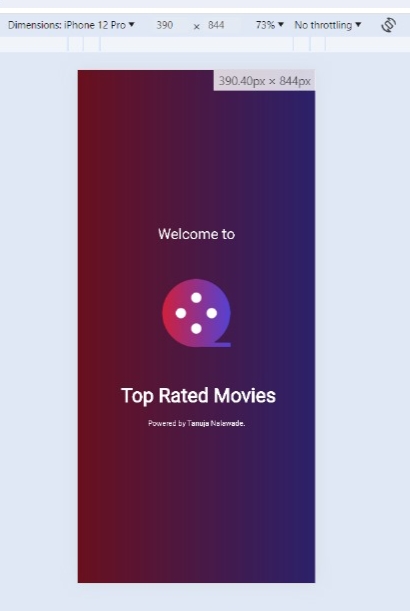 Dimensions: iPhone 12 Pro ▼ 390 × 844 73% ▼ No throttling ▼
390.40px × 844px
Welcome to
Top Rated Movies
Powered by Tanuja Nalawade.